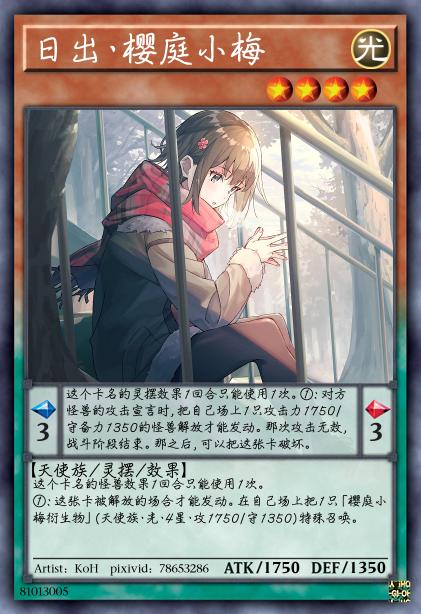 日出·樱庭小梅
光
这个卡名的灵摆效果1回合只能使用1次。①:对方
怪兽的攻击宣言时,把自己场上1只攻击力1750/
守备力1350的怪兽解放才能发动。那次攻击无效,
战斗阶段结束。那之后,可以把这张卡破坏。
3
3
【天使族/灵摆/效果】
这个卡名的怪兽效果1回合只能使用1次。
①:这张卡被解放的场合才能发动。在自己场上把1只「樱庭小
梅衍生物」(天使族·光·4星·攻1750/守1350)特殊召唤。
Artist: KoH pixivid: 78653286 ATK/1750 DEF/1350
81013005